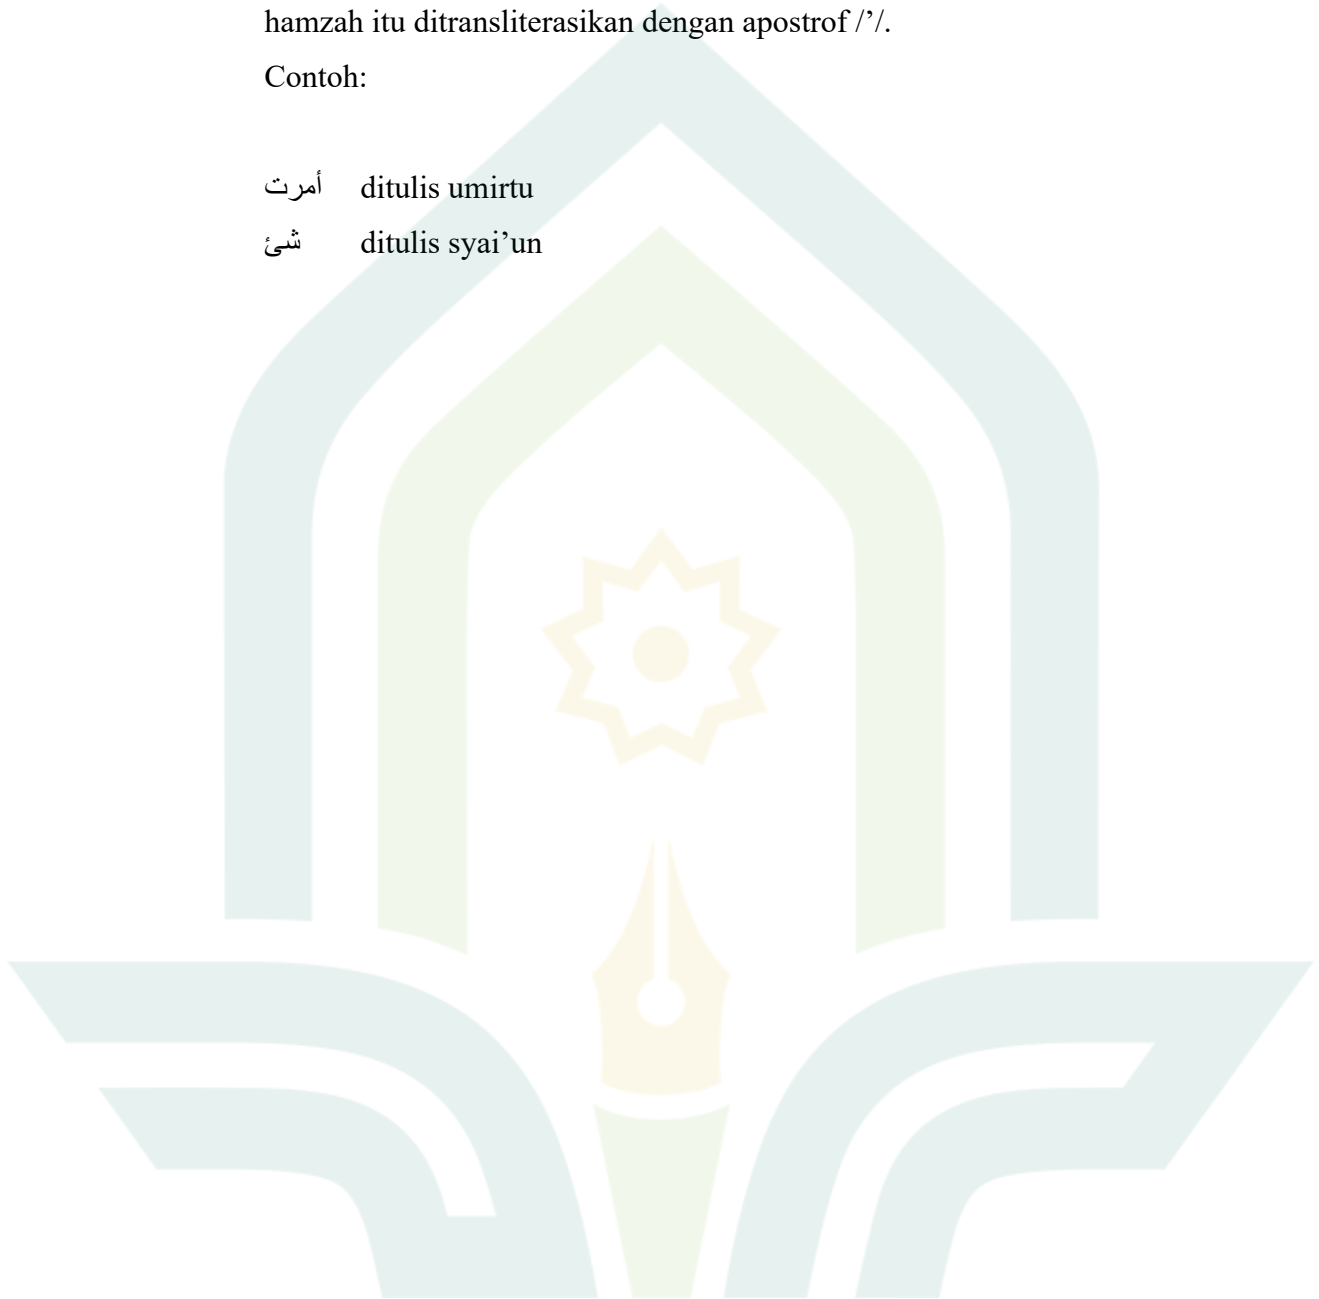 hamzah itu ditransliterasikan dengan apostrof /’/.
Contoh:
أمرت ditulis umirtu
شئ ditulis syai’un